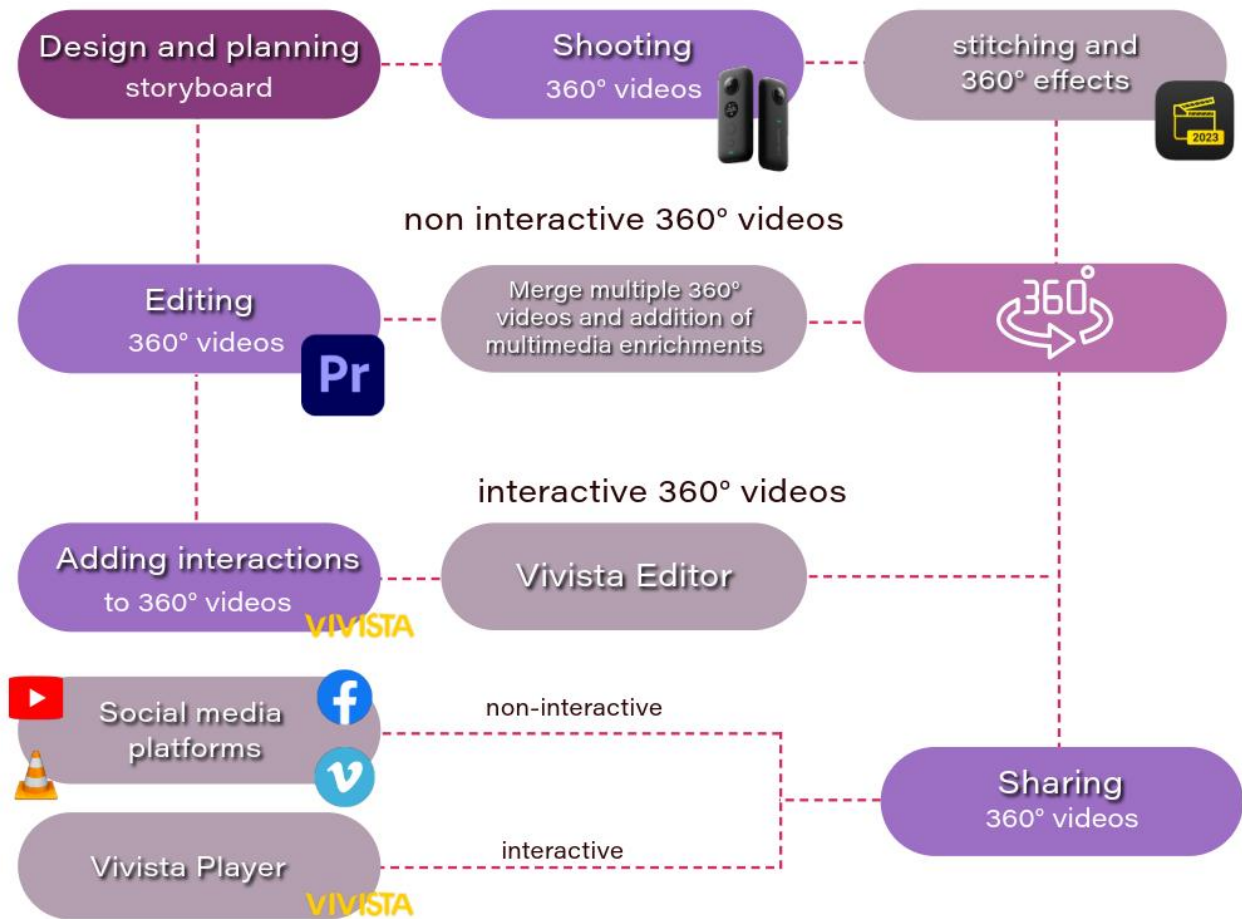 Design and planning
storyboard
Shooting
360° videos
stitching and
360° effects
2023
non interactive 360° videos
Editing
360° videos
Pr
Merge multiple 360°
videos and addition of
multimedia enrichments
360°
interactive 360° videos
Adding interactions
to 360° videos
VIVISTA
Vivista Editor
Social media
platforms
f
v
non-interactive
Sharing
360° videos
Vivista Player
VIVISTA
interactive